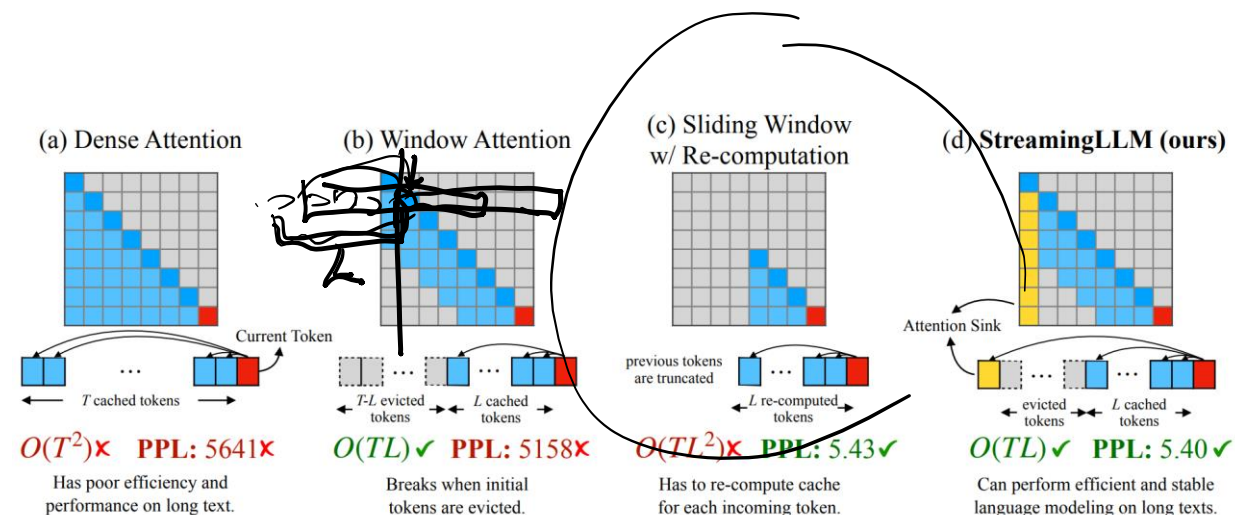 (a) Dense Attention
(b) Window Attention
(c) Sliding Window
w/ Re-computation
(d) StreamingLLM (ours)
L
Current Token
Attention Sink
...
...
previous tokens
are truncated
...
...
T cached tokens
T-L evicted
tokens
L cached
tokens
L re-computed
tokens
evicted
tokens
L cached
tokens
O(T²)✗ PPL: 5641✗
O(TL)✓ PPL: 5158✗
O(TL²)✗ PPL: 5.43✓
O(TL)✓ PPL: 5.40✓
Has poor efficiency and
performance on long text.
Breaks when initial
tokens are evicted.
Has to re-compute cache
for each incoming token.
Can perform efficient and stable
language modeling on long texts.